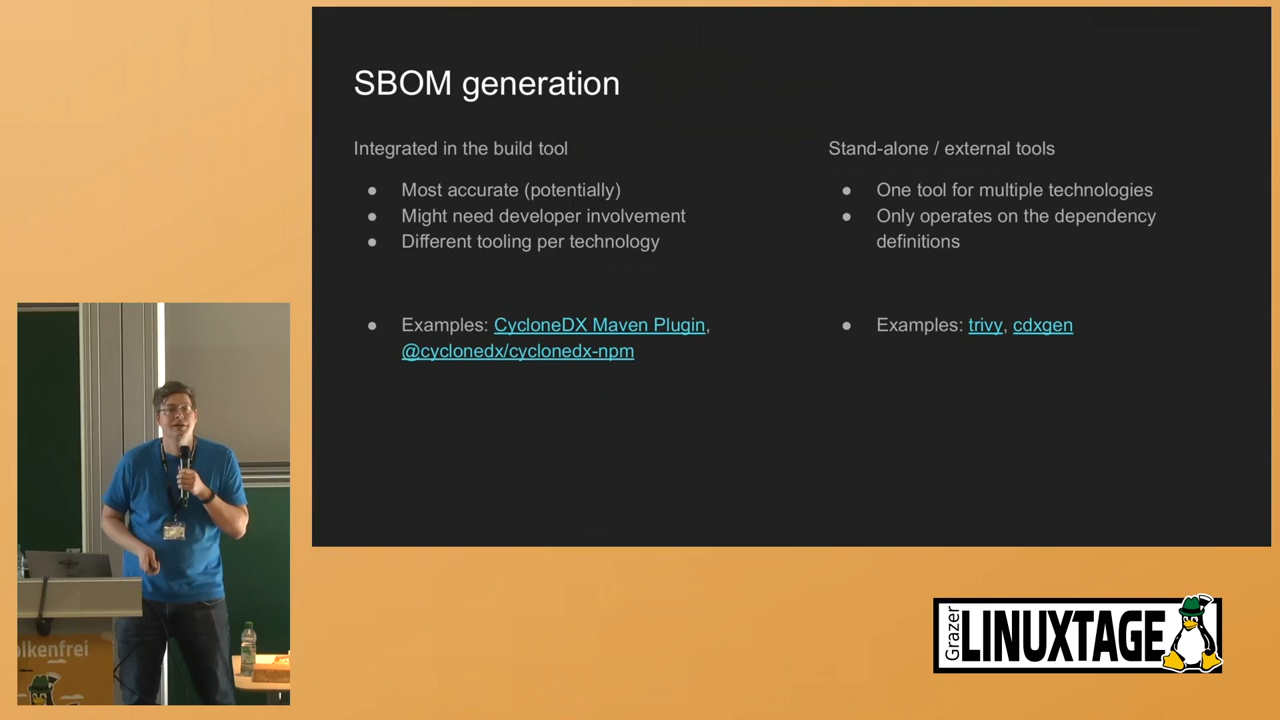 SBOM generation
Integrated in the build tool
● Most accurate (potentially)
● Might need developer involvement
● Different tooling per technology
● Examples: CycloneDX Maven Plugin,
@cyclonedx/cyclonedx-npm
Stand-alone / external tools
● One tool for multiple technologies
● Only operates on the dependency
definitions
● Examples: trivy, cdxgen
olkenfrei
Grazer
LINUXTAGE